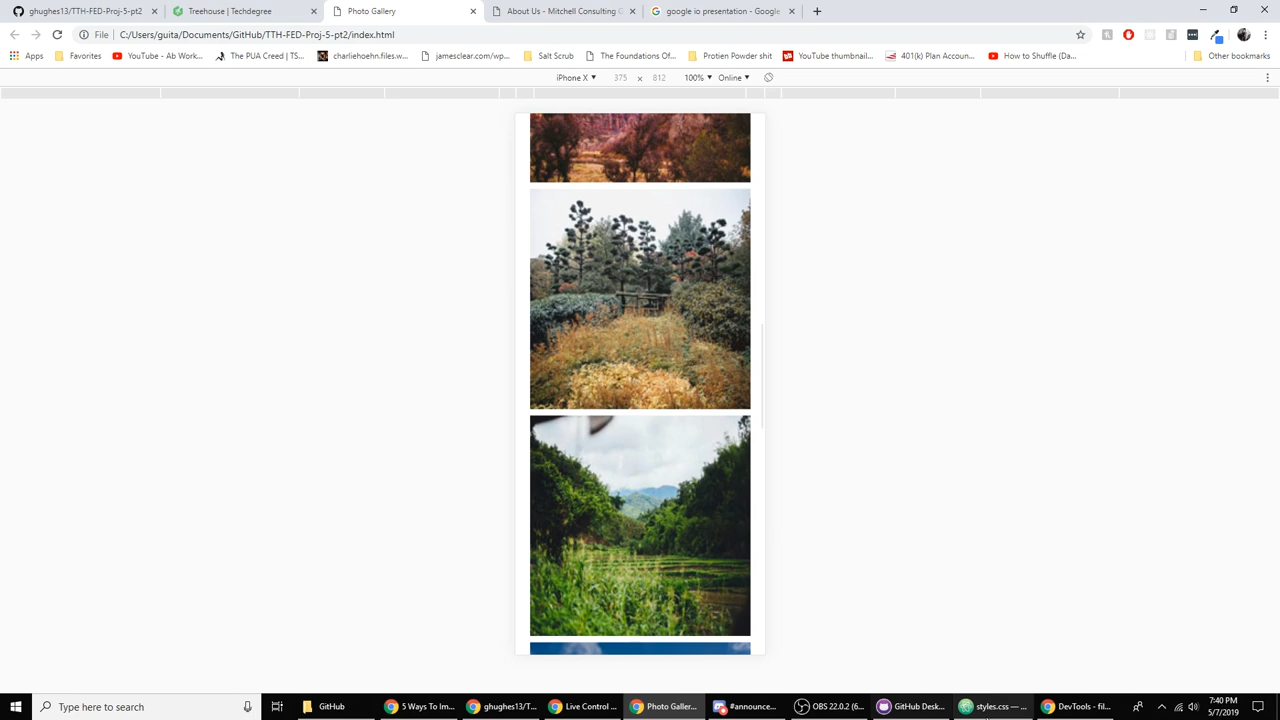 ghughes13/TTH-FED-Proj-5-pt2
Treehouse | Techdegree
Photo Gallery
About Us - Mitchell Consulting G
google io presentation - Google
File
C:/Users/guita/Documents/GitHub/TTH-FED-Proj-5-pt2/index.html
Apps
Favorites
YouTube - Ab Work...
The PUA Creed | TS...
charliehoehn.files.w...
jamesclear.com/wp...
Salt Scrub
The Foundations Of...
Protien Powder shit
YouTube thumbnail...
401(k) Plan Accoun...
How to Shuffle (Da...
Other bookmarks
iPhone X ▼ 375 × 812 100% ▼ Online ▼
Type here to search
GitHub
5 Ways To Im...
ghughes13/T...
Live Control ...
Photo Galler...
#announce...
OBS 22.0.2 (6...
GitHub Desk...
styles.css — ...
DevTools - fil...
7:40 PM
5/7/2019